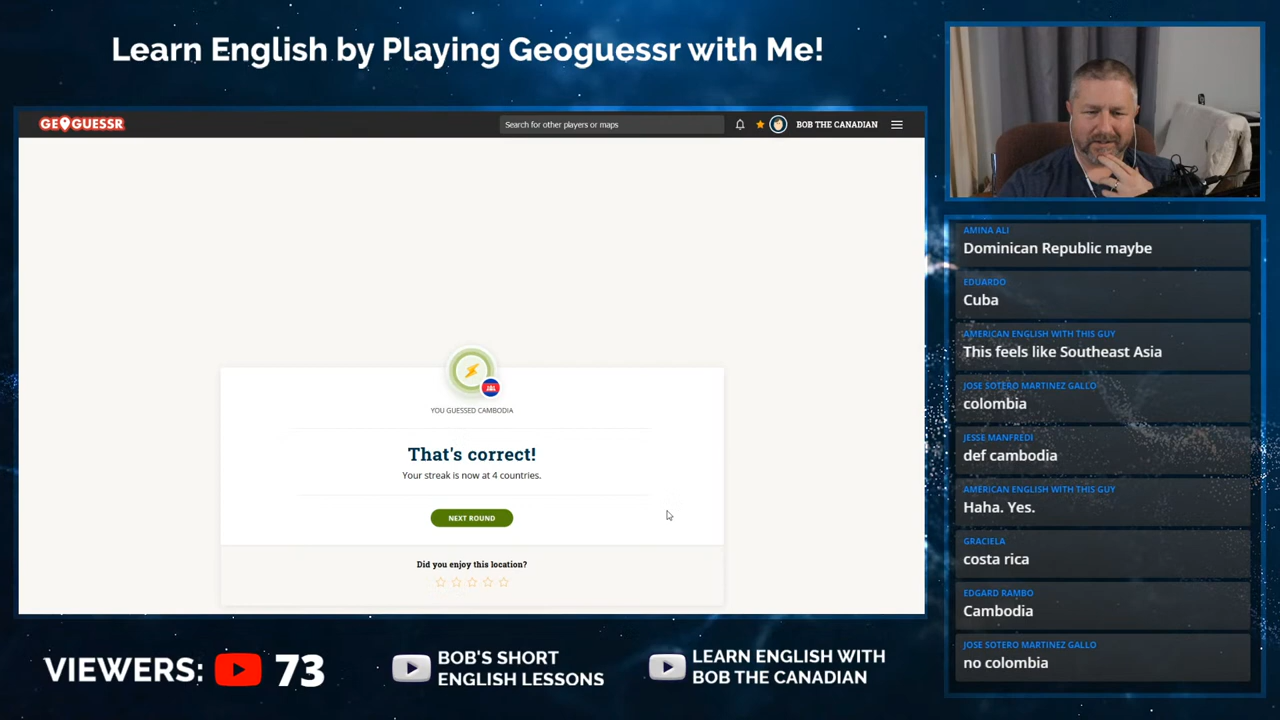 Learn English by Playing Geoguessr with Me!
GEOGUESSR
Search for other players or maps
BOB THE CANADIAN
YOU GUESSED CAMBODIA
That's correct!
Your streak is now at 4 countries.
NEXT ROUND
Did you enjoy this location?
AMINA ALI
Dominican Republic maybe
EDUARDO
Cuba
AMERICAN ENGLISH WITH THIS GUY
This feels like Southeast Asia
JOSE SOTERO MARTINEZ GALLO
colombia
JESSE MANFREDI
def cambodia
AMERICAN ENGLISH WITH THIS GUY
Haha. Yes.
GRACIELA
costa rica
EDGARD RAMBO
Cambodia
JOSE SOTERO MARTINEZ GALLO
no colombia
VIEWERS: 73
BOB'S SHORT
ENGLISH LESSONS
LEARN ENGLISH WITH
BOB THE CANADIAN